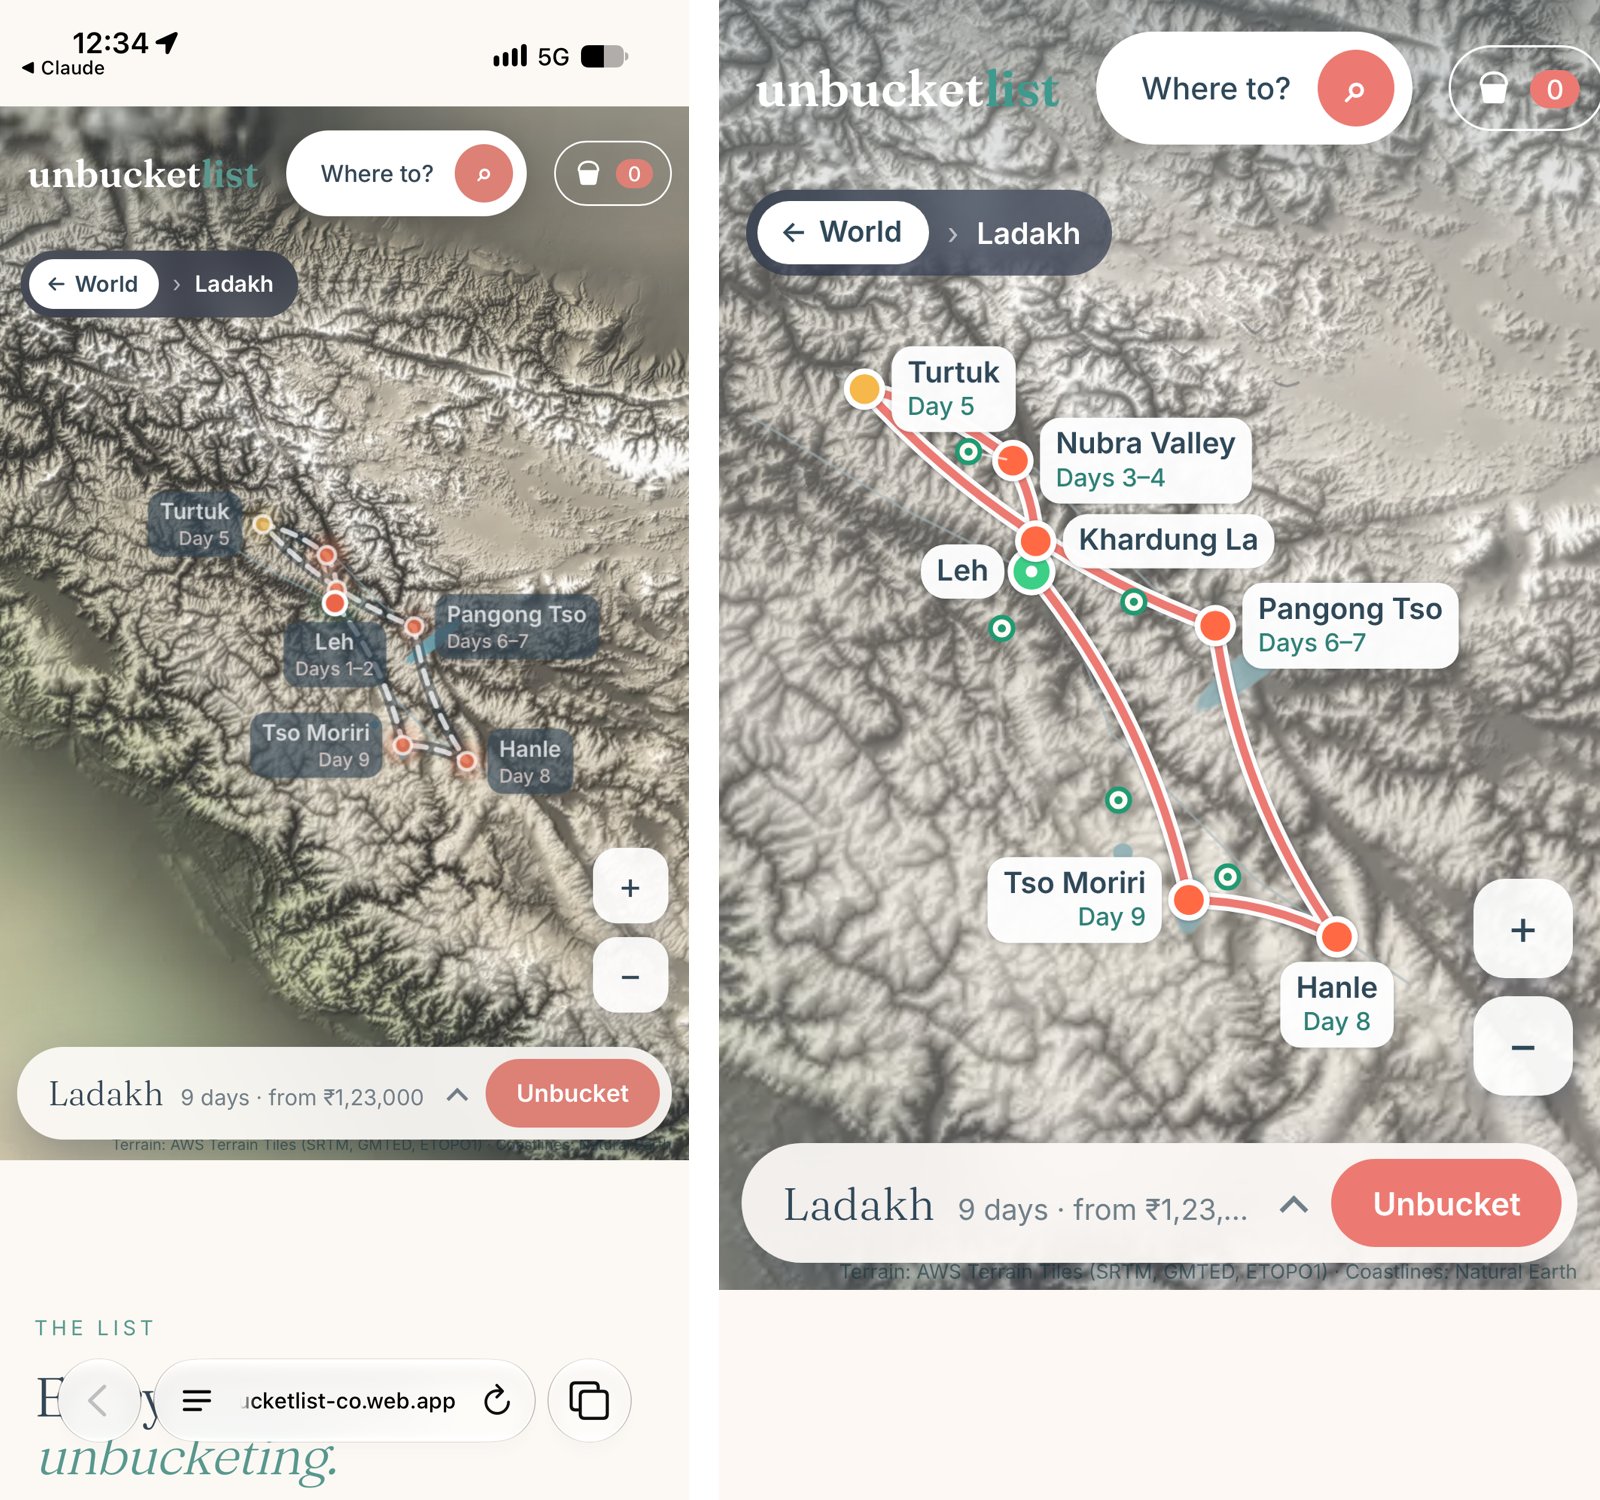 12:34
5G
◀ Claude
unbucketlist
Where to?
0
← World › Ladakh
Turtuk
Day 5
Pangong Tso
Days 6–7
Leh
Days 1–2
Tso Moriri
Day 9
Hanle
Day 8
+
−
Ladakh 9 days · from ₹1,23,000
Unbucket
Terrain: AWS Terrain Tiles (SRTM, GMTED, ETOPO1) · Coastlines:
THE LIST
ucketlist-co.web.app
unbucketing.
unbucketlist
Where to?
0
← World › Ladakh
Turtuk
Day 5
Nubra Valley
Days 3–4
Khardung La
Leh
Pangong Tso
Days 6–7
Tso Moriri
Day 9
Hanle
Day 8
+
−
Ladakh 9 days · from ₹1,23,...
Unbucket
Terrain: AWS Terrain Tiles (SRTM, GMTED, ETOPO1) · Coastlines: Natural Earth